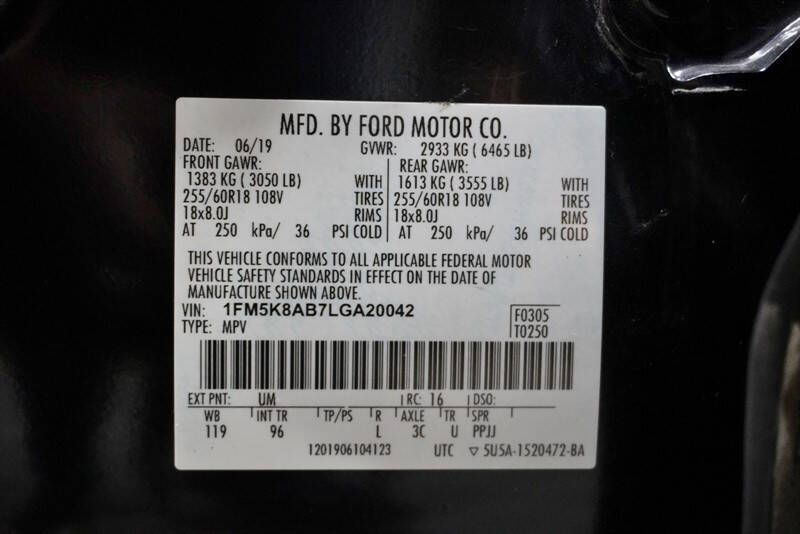 MFD. BY FORD MOTOR CO.
DATE: 06/19 GVWR: 2933 KG ( 6465 LB)
FRONT GAWR: REAR GAWR:
1383 KG ( 3050 LB) WITH 1613 KG ( 3555 LB) WITH
255/60R18 108V TIRES 255/60R18 108V TIRES
18x8.0J RIMS 18x8.0J RIMS
AT 250 kPa/ 36 PSI COLD AT 250 kPa/ 36 PSI COLD
THIS VEHICLE CONFORMS TO ALL APPLICABLE FEDERAL MOTOR
VEHICLE SAFETY STANDARDS IN EFFECT ON THE DATE OF
MANUFACTURE SHOWN ABOVE.
VIN: 1FM5K8AB7LGA20042 F0305
TYPE: MPV T0250
EXT PNT: UM RC: 16 DSO:
WB INT TR TP/PS R AXLE TR SPR
119 96 L 3C U PPJJ
1201906104123 UTC ▽ 5U5A-1520472-BA